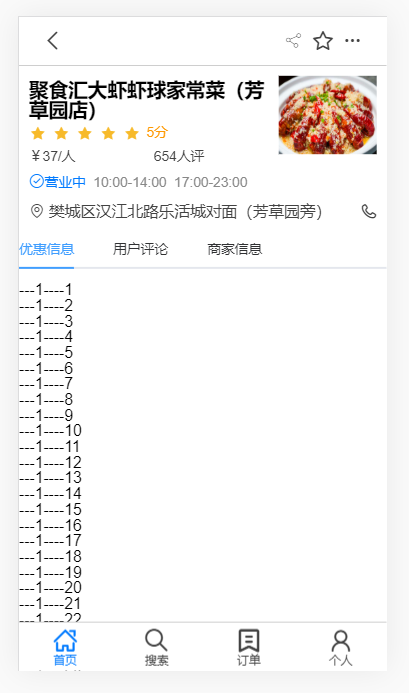 聚食汇大虾虾球家常菜（芳
草园店）
5分
￥37/人 654人评
营业中 10:00-14:00 17:00-23:00
樊城区汉江北路乐活城对面（芳草园旁）
优惠信息 用户评论 商家信息
---1----1
---1----2
---1----3
---1----4
---1----5
---1----6
---1----7
---1----8
---1----9
---1----10
---1----11
---1----12
---1----13
---1----14
---1----15
---1----16
---1----17
---1----18
---1----19
---1----20
---1----21
---1----22
首页 搜索 订单 个人